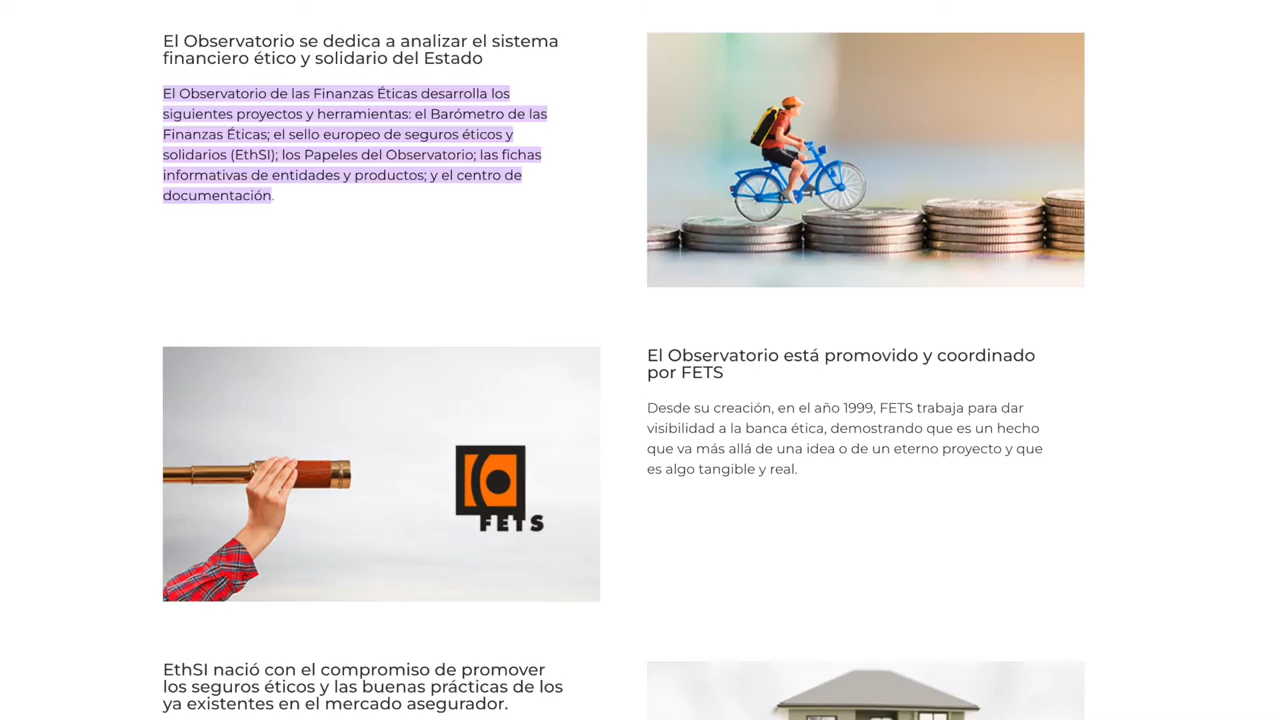 El Observatorio se dedica a analizar el sistema
financiero ético y solidario del Estado
El Observatorio de las Finanzas Éticas desarrolla los
siguientes proyectos y herramientas: el Barómetro de las
Finanzas Éticas; el sello europeo de seguros éticos y
solidarios (EthSI); los Papeles del Observatorio; las fichas
informativas de entidades y productos; y el centro de
documentación.
FETS
El Observatorio está promovido y coordinado
por FETS
Desde su creación, en el año 1999, FETS trabaja para dar
visibilidad a la banca ética, demostrando que es un hecho
que va más allá de una idea o de un eterno proyecto y que
es algo tangible y real.
EthSI nació con el compromiso de promover
los seguros éticos y las buenas prácticas de los
ya existentes en el mercado asegurador.